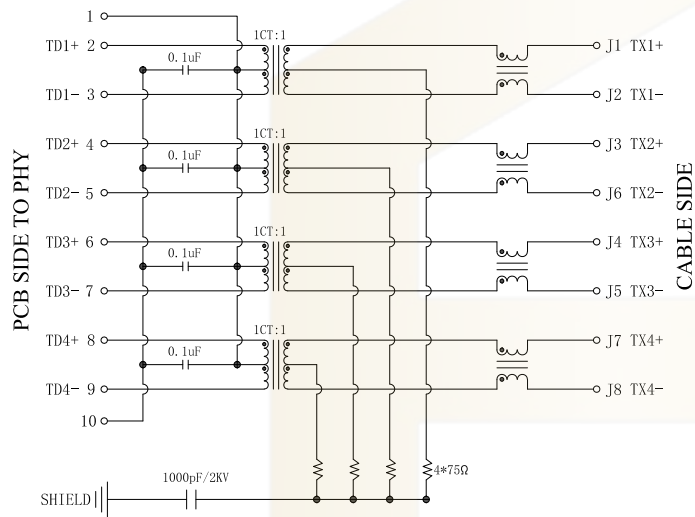 1
1CT:1
TD1+ 2
0.1uF
J1 TX1+
TD1- 3
J2 TX1-
1CT:1
TD2+ 4
0.1uF
J3 TX2+
TD2- 5
J6 TX2-
PCB SIDE TO PHY
CABLE SIDE
1CT:1
TD3+ 6
0.1uF
J4 TX3+
TD3- 7
J5 TX3-
1CT:1
TD4+ 8
0.1uF
J7 TX4+
TD4- 9
J8 TX4-
10
4*75Ω
1000pF/2KV
SHIELD